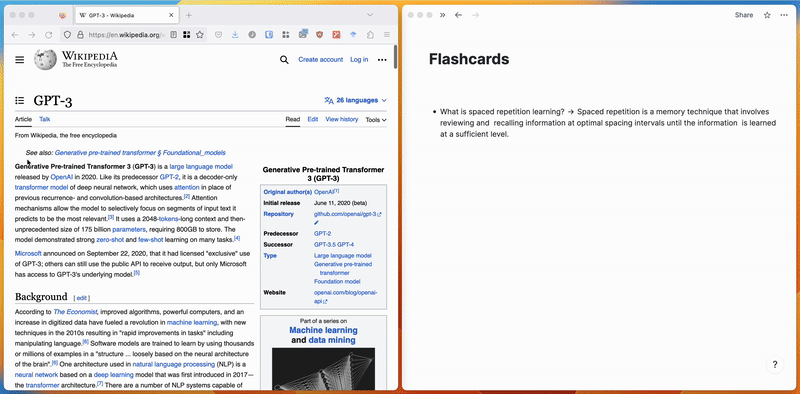 GPT-3 - Wikipedia
https://en.wikipedia.org/
WIKIPEDIA
The Free Encyclopedia
Create account
Log in
GPT-3
26 languages
Article
Talk
Read
Edit
View history
Tools
From Wikipedia, the free encyclopedia
See also: Generative pre-trained transformer § Foundational_models
Generative Pre-trained Transformer 3 (GPT-3) is a large language model
released by OpenAI in 2020. Like its predecessor GPT-2, it is a decoder-only
transformer model of deep neural network, which uses attention in place of
previous recurrence- and convolution-based architectures.[2] Attention
mechanisms allow the model to selectively focus on segments of input text it
predicts to be the most relevant.[3] It uses a 2048-tokens-long context and then-
unprecedented size of 175 billion parameters, requiring 800GB to store. The
model demonstrated strong zero-shot and few-shot learning on many tasks.[4]
Microsoft announced on September 22, 2020, that it had licensed "exclusive" use
of GPT-3; others can still use the public API to receive output, but only Microsoft
has access to GPT-3's underlying model.[5]
Background [ edit ]
According to The Economist, improved algorithms, powerful computers, and an
increase in digitized data have fueled a revolution in machine learning, with new
techniques in the 2010s resulting in "rapid improvements in tasks" including
manipulating language.[6] Software models are trained to learn by using thousands
or millions of examples in a "structure ... loosely based on the neural architecture
of the brain".[6] One architecture used in natural language processing (NLP) is a
neural network based on a deep learning model that was first introduced in 2017—
the transformer architecture.[7] There are a number of NLP systems capable of
Generative Pre-trained Transformer
3 (GPT-3)
Original author(s) OpenAI[1]
Initial release June 11, 2020 (beta)
Repository github.com/openai/gpt-3
Predecessor GPT-2
Successor GPT-3.5 GPT-4
Type Large language model
Generative pre-trained
transformer
Foundation model
Website openai.com/blog/openai-
api
Part of a series on
Machine learning
and data mining
Share
Flashcards
• What is spaced repetition learning? → Spaced repetition is a memory technique that involves
reviewing and recalling information at optimal spacing intervals until the information is learned
at a sufficient level.
?